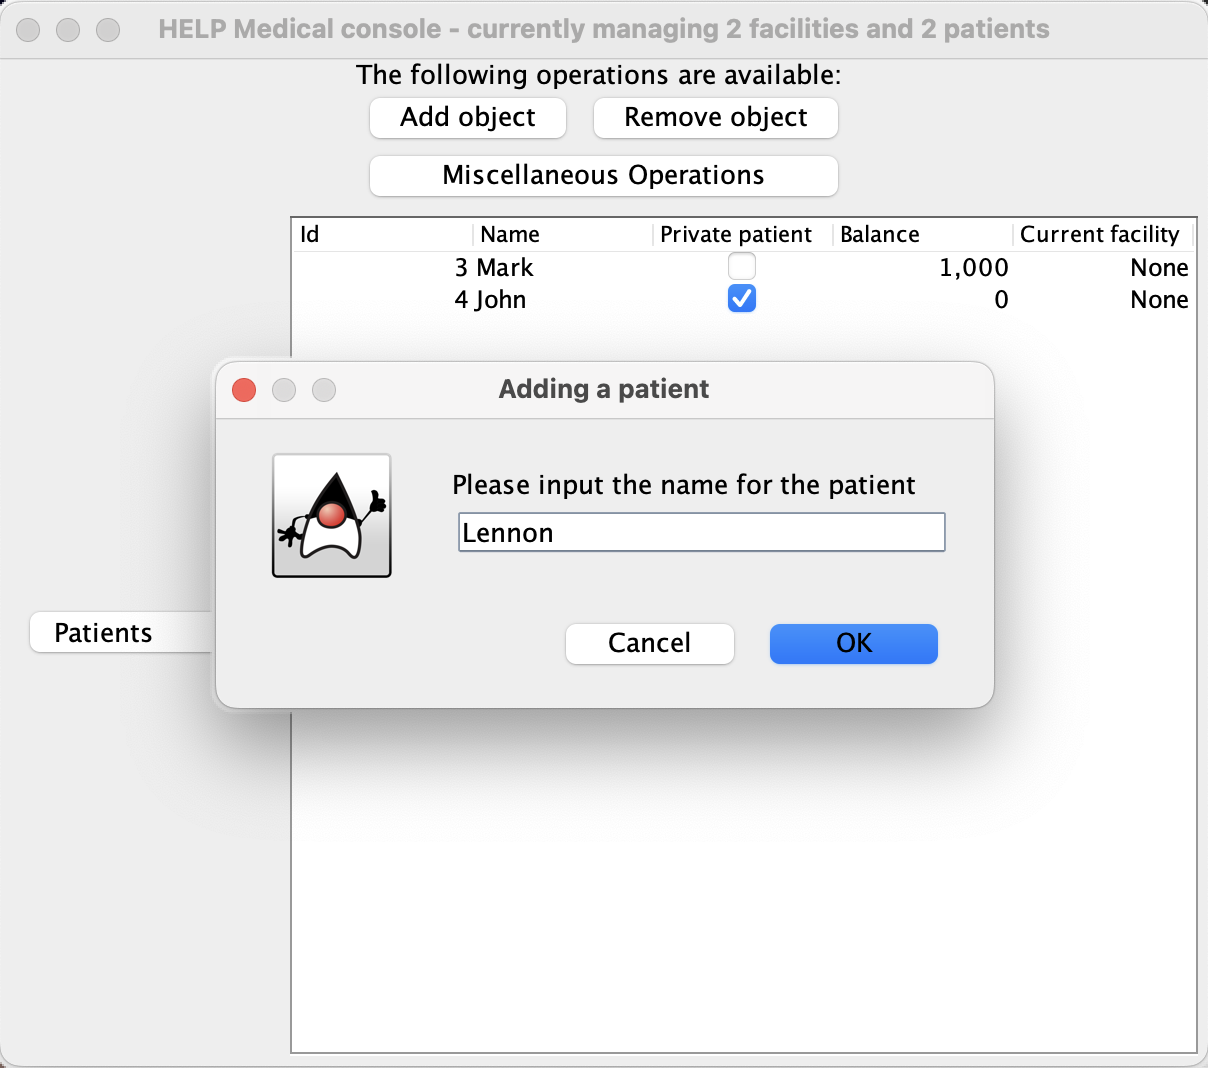 HELP Medical console - currently managing 2 facilities and 2 patients
The following operations are available:
Add object Remove object
Miscellaneous Operations
Id Name Private patient Balance Current facility
3 Mark 1,000 None
4 John 0 None
Adding a patient
Please input the name for the patient
Lennon
Patients
Cancel OK